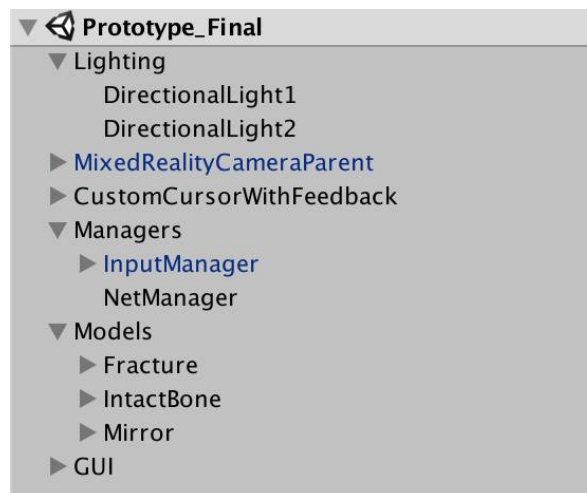 Prototype_Final
Lighting
DirectionalLight1
DirectionalLight2
MixedRealityCameraParent
CustomCursorWithFeedback
Managers
InputManager
NetManager
Models
Fracture
IntactBone
Mirror
GUI